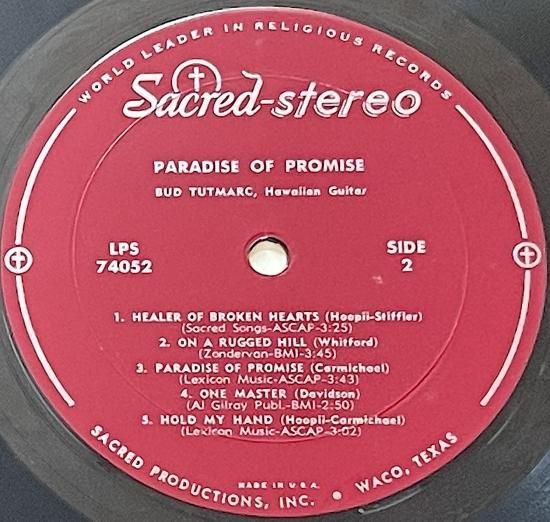 WORLD LEADER IN RELIGIOUS RECORDS
Sacred-stereo
PARADISE OF PROMISE
BUD TUTMARC, Hawaiian Guitar
LPS
74052
SIDE
2
1. HEALER OF BROKEN HEARTS (Hoopii-Stiffler)
(Sacred Songs-ASCAP-3:25)
2. ON A RUGGED HILL (Whitford)
(Zondervan-BMI-3:45)
3. PARADISE OF PROMISE (Carmichael)
(Lexicon Music-ASCAP-3:43)
4. ONE MASTER (Davidson)
(Al Gilray Publ.-BMI-2:50)
5. HOLD MY HAND (Hoopii-Carmichael)
(Lexican Music-ASCAP-3:02)
MADE IN U.S.A.
SACRED PRODUCTIONS, INC. • WACO, TEXAS